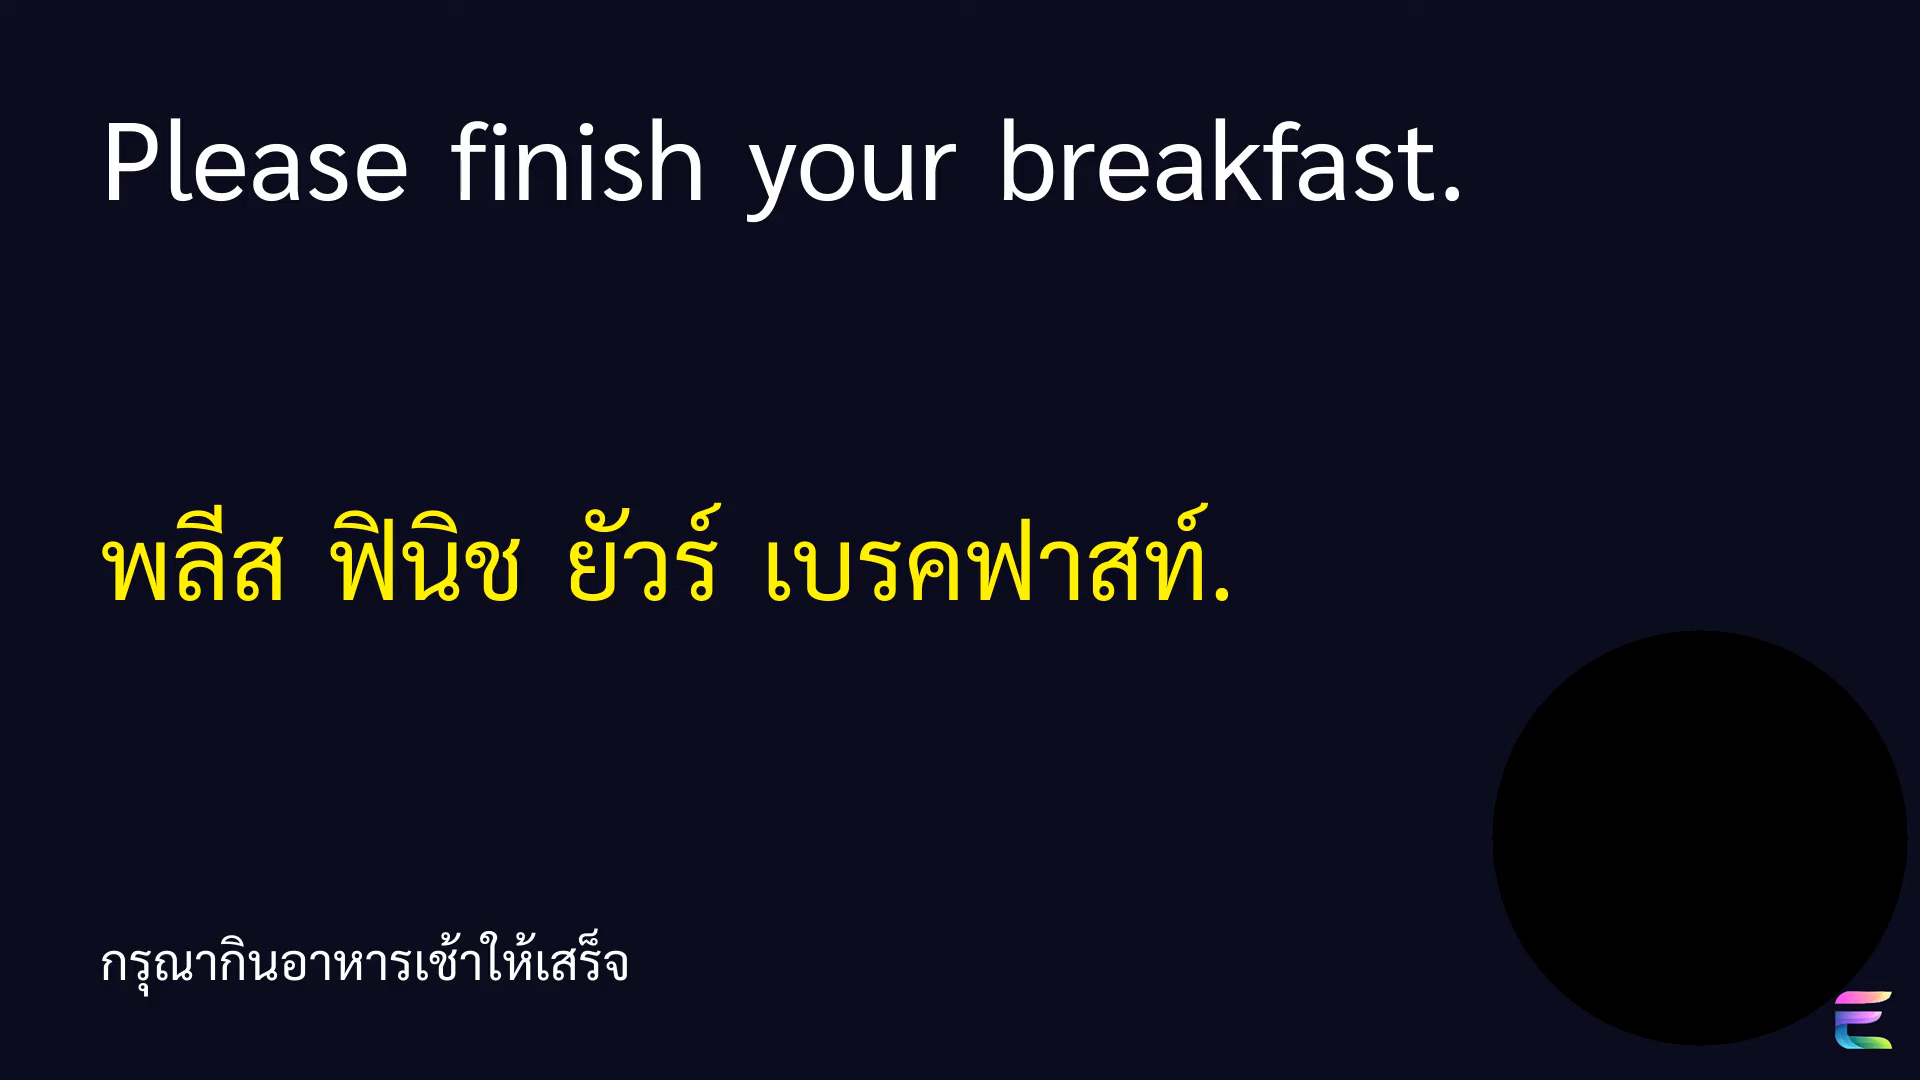 Please finish your breakfast.
พลีส ฟินิช ยัวร์ เบรคฟาสท์.
กรุณากินอาหารเช้าให้เสร็จ